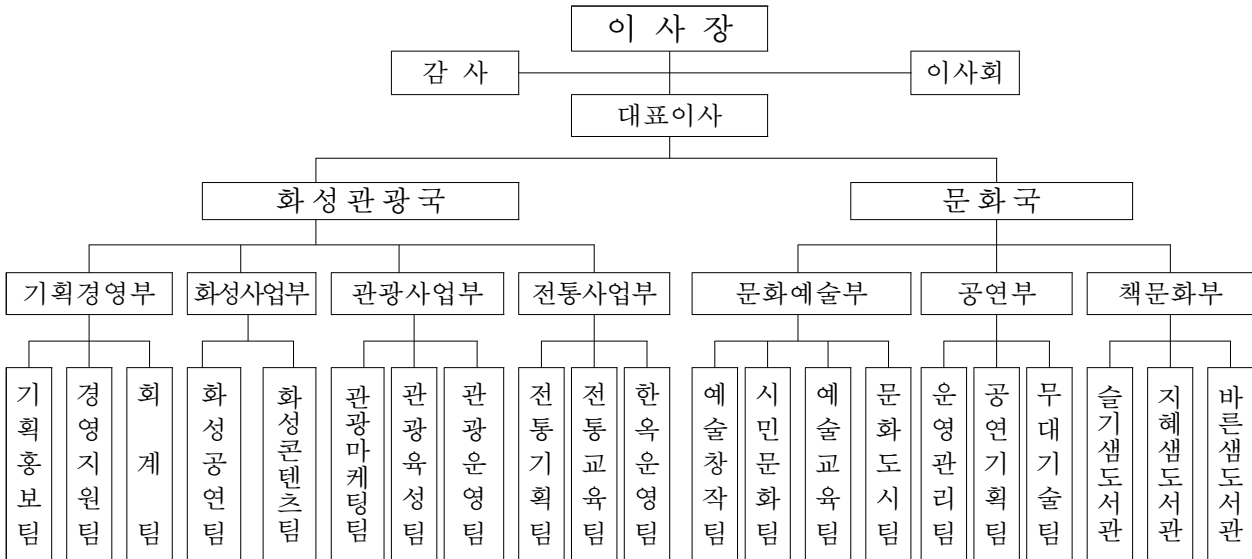 이 사 장
감 사
이사회
대표이사
화성관광국
문화국
기획경영부
화성사업부
관광사업부
전통사업부
문화예술부
공연부
책문화부
기획홍보팀
경영지원팀
회계팀
화성공연팀
화성콘텐츠팀
관광마케팅팀
관광육성팀
관광운영팀
전통기획팀
전통교육팀
한옥운영팀
예술창작팀
시민문화팀
예술교육팀
문화도시팀
운영관리팀
공연기획팀
무대기술팀
슬기샘도서관
지혜샘도서관
바른샘도서관